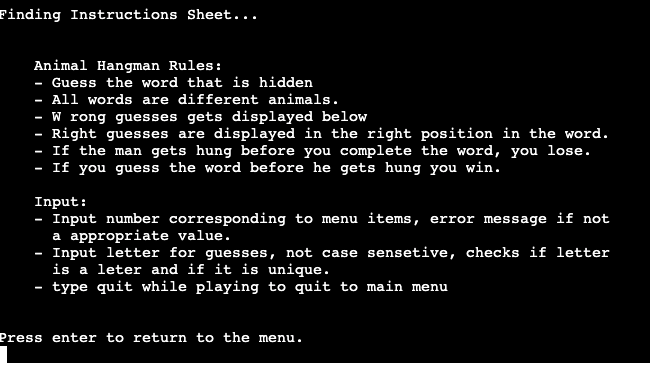 Finding Instructions Sheet...
Animal Hangman Rules:
- Guess the word that is hidden
- All words are different animals.
- W rong guesses gets displayed below
- Right guesses are displayed in the right position in the word.
- If the man gets hung before you complete the word, you lose.
- If you guess the word before he gets hung you win.
Input:
- Input number corresponding to menu items, error message if not
a appropriate value.
- Input letter for guesses, not case sensetive, checks if letter
is a leter and if it is unique.
- type quit while playing to quit to main menu
Press enter to return to the menu.